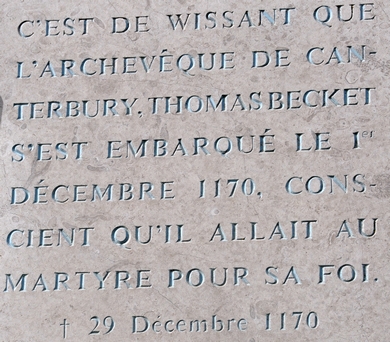 C'EST DE WISSANT QUE
L'ARCHEVÊQUE DE CAN-
TERBURY, THOMAS BECKET
S'EST EMBARQUÉ LE 1er
DÉCEMBRE 1170, CONS-
CIENT QU'IL ALLAIT AU
MARTYRE POUR SA FOI.
† 29 Décembre 1170